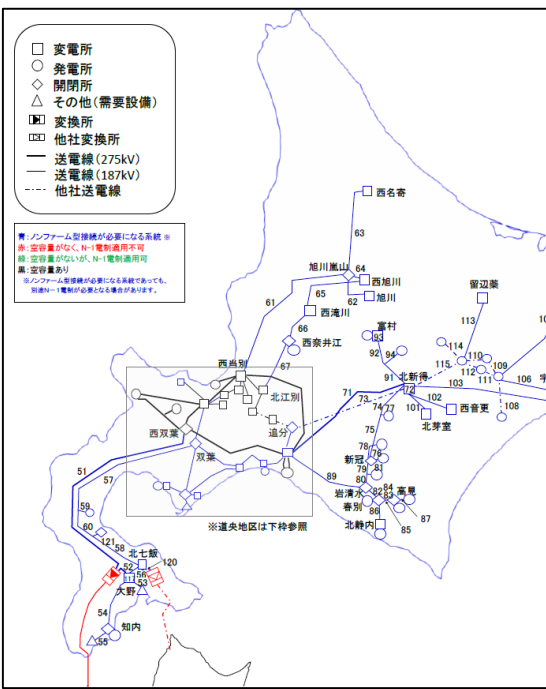 変電所
発電所
開閉所
その他(需要設備)
変換所
他社変換所
送電線(275kV)
送電線(187kV)
他社送電線
青:ノンファーム型接続が必要になる系統 ※
赤:空容量がなく、N-1電制適用不可
緑:空容量がないが、N-1電制適用可
黒:空容量あり
※ノンファーム型接続が必要になる系統であっても、
別途N-1電制が必要となる場合があります。
西名寄
63
旭川嵐山
64
西旭川
61
65
62
旭川
留辺蘂
西滝川
113
66
富村
93
西奈井江
92
94
114
110
109
115
67
91
112
111
106
西当別
北新得
71
73
72
103
北江別
74
77
101
102
西音更
108
追分
75
北芽室
西双葉
双葉
78
76
新冠
79
81
51
57
89
80
岩清水
82
84
高見
83
59
春別
86
87
60
85
121
※道央地区は下枠参照
北静内
58
北七飯
120
52
56
117
53
大野
54
知内
55